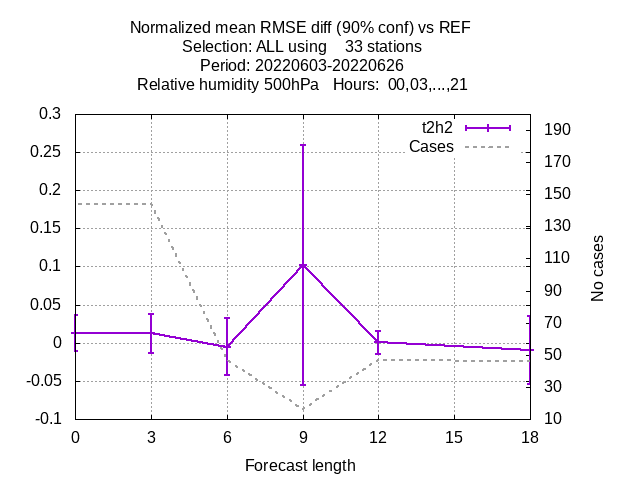 Normalized mean RMSE diff (90% conf) vs REF
Selection: ALL using    33 stations
Period: 20220603-20220626
Relative humidity 500hPa   Hours:  00,03,...,21
t2h2
Cases
0.3
0.25
0.2
0.15
0.1
0.05
0
-0.05
-0.1
190
170
150
130
110
90
70
50
30
10
No cases
0 3 6 9 12 15 18
Forecast length